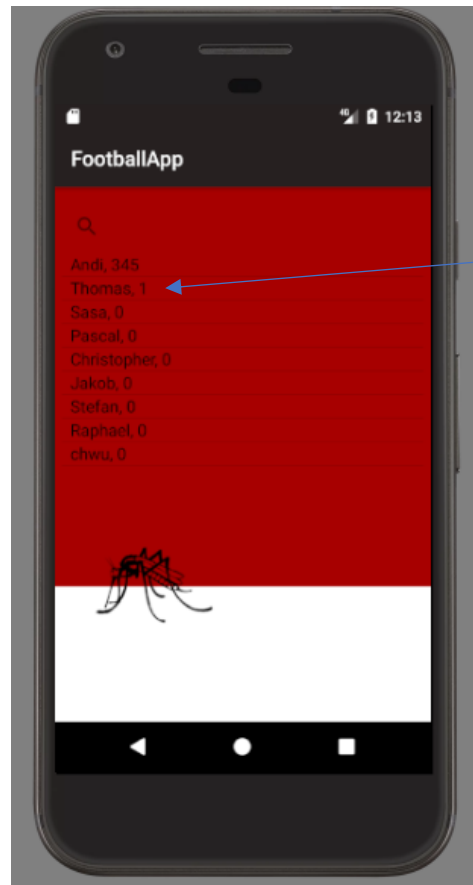 4G 12:13
FootballApp
Andi, 345
Thomas, 1
Sasa, 0
Pascal, 0
Christopher, 0
Jakob, 0
Stefan, 0
Raphael, 0
chwu, 0